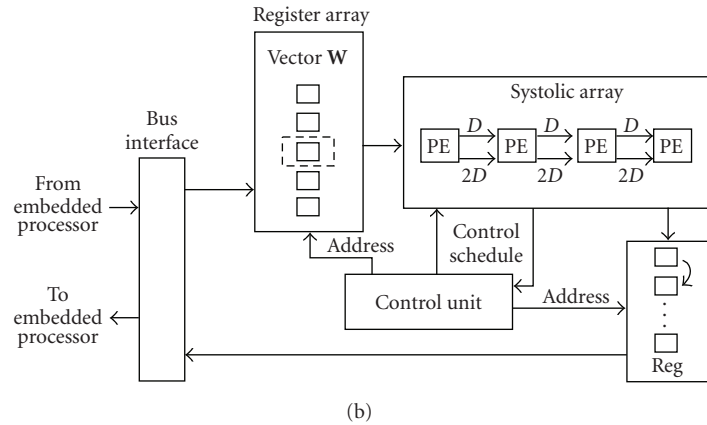 Register array
Vector W
Systolic array
PE D PE D PE D PE
2D 2D 2D
Bus
interface
From
embedded
processor
To
embedded
processor
Address
Control
schedule
Control unit
Address
Reg
(b)